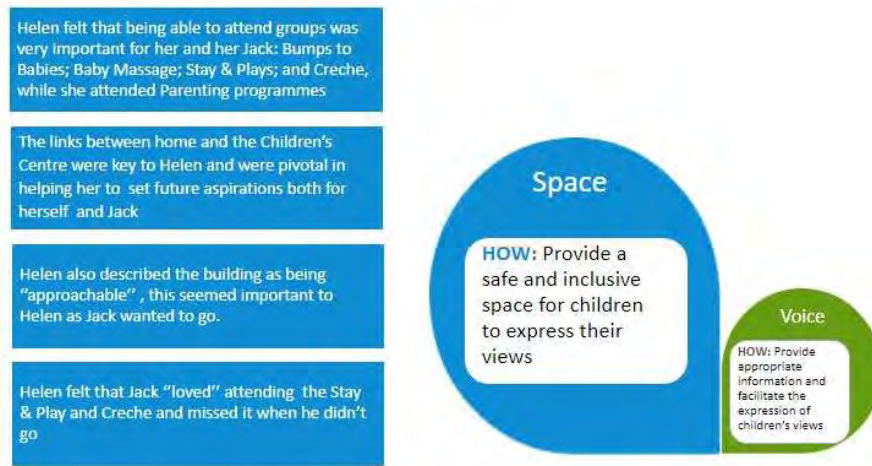 Helen felt that being able to attend groups was
very important for her and her Jack: Bumps to
Babies; Baby Massage; Stay & Plays; and Creche,
while she attended Parenting programmes
The links between home and the Children's
Centre were key to Helen and were pivotal in
helping her to set future aspirations both for
herself and Jack
Helen also described the building as being
“approachable” , this seemed important to
Helen as Jack wanted to go.
Helen felt that Jack “loved” attending the Stay
& Play and Creche and missed it when he didn't
go
Space
HOW: Provide a
safe and inclusive
space for children
to express their
views
Voice
HOW: Provide
appropriate
information and
facilitate the
expression of
children's views